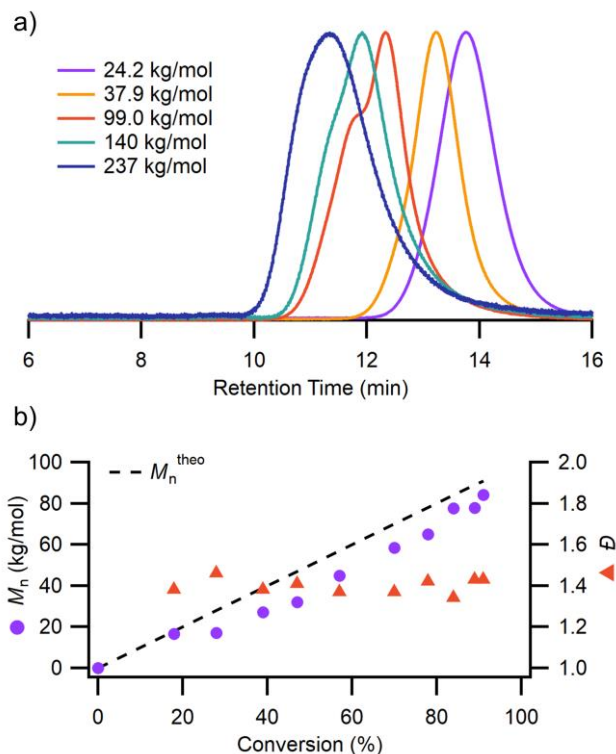 a)
24.2 kg/mol
37.9 kg/mol
99.0 kg/mol
140 kg/mol
237 kg/mol
6 8 10 12 14 16
Retention Time (min)
b)
100 2.0
Mₙᵗʰᵉᵒ
80 1.8
60 1.6
40 1.4
20 1.2
0 1.0
Mₙ (kg/mol)
Đ
0 20 40 60 80 100
Conversion (%)